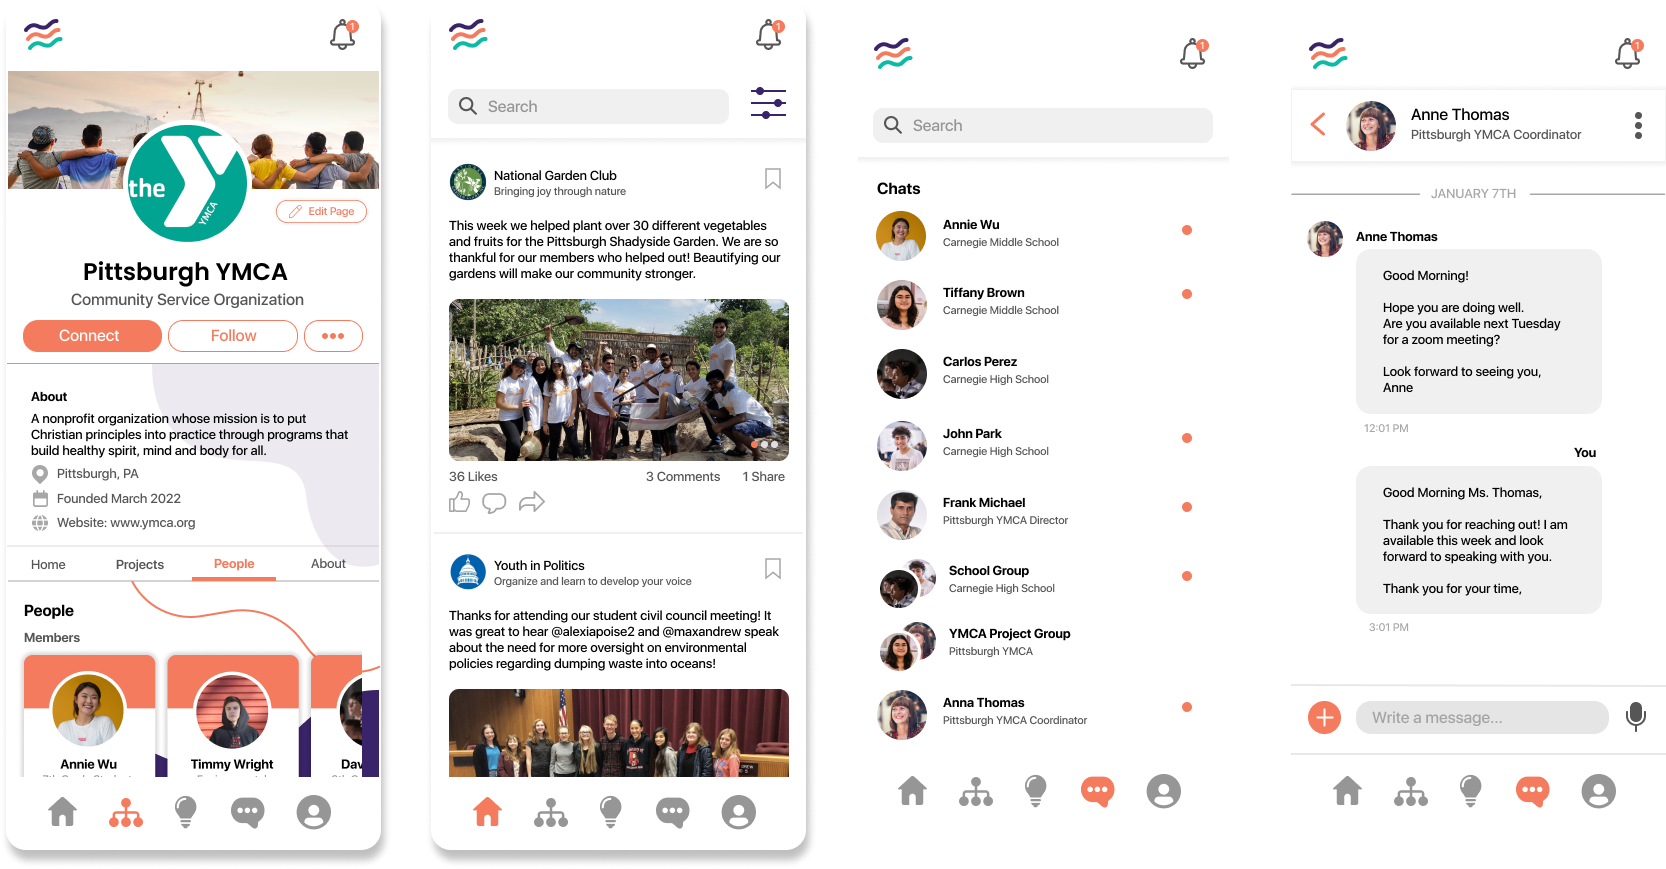 1
the
YMCA
Edit Page
Pittsburgh YMCA
Community Service Organization
Connect
Follow
About
A nonprofit organization whose mission is to put
Christian principles into practice through programs that
build healthy spirit, mind and body for all.
Pittsburgh, PA
Founded March 2022
Website: www.ymca.org
Home
Projects
People
About
People
Members
Annie Wu
Timmy Wright
Dav
1
Search
National Garden Club
Bringing joy through nature
This week we helped plant over 30 different vegetables
and fruits for the Pittsburgh Shadyside Garden. We are so
thankful for our members who helped out! Beautifying our
gardens will make our community stronger.
36 Likes
3 Comments
1 Share
Youth in Politics
Organize and learn to develop your voice
Thanks for attending our student civil council meeting! It
was great to hear @alexiapoise2 and @maxandrew speak
about the need for more oversight on environmental
policies regarding dumping waste into oceans!
1
Search
Chats
Annie Wu
Carnegie Middle School
Tiffany Brown
Carnegie Middle School
Carlos Perez
Carnegie High School
John Park
Carnegie High School
Frank Michael
Pittsburgh YMCA Director
School Group
Carnegie High School
YMCA Project Group
Pittsburgh YMCA
Anna Thomas
Pittsburgh YMCA Coordinator
1
Anne Thomas
Pittsburgh YMCA Coordinator
JANUARY 7TH
Anne Thomas
Good Morning!
Hope you are doing well.
Are you available next Tuesday
for a zoom meeting?
Look forward to seeing you,
Anne
12:01 PM
You
Good Morning Ms. Thomas,
Thank you for reaching out! I am
available this week and look
forward to speaking with you.
Thank you for your time,
3:01 PM
Write a message...